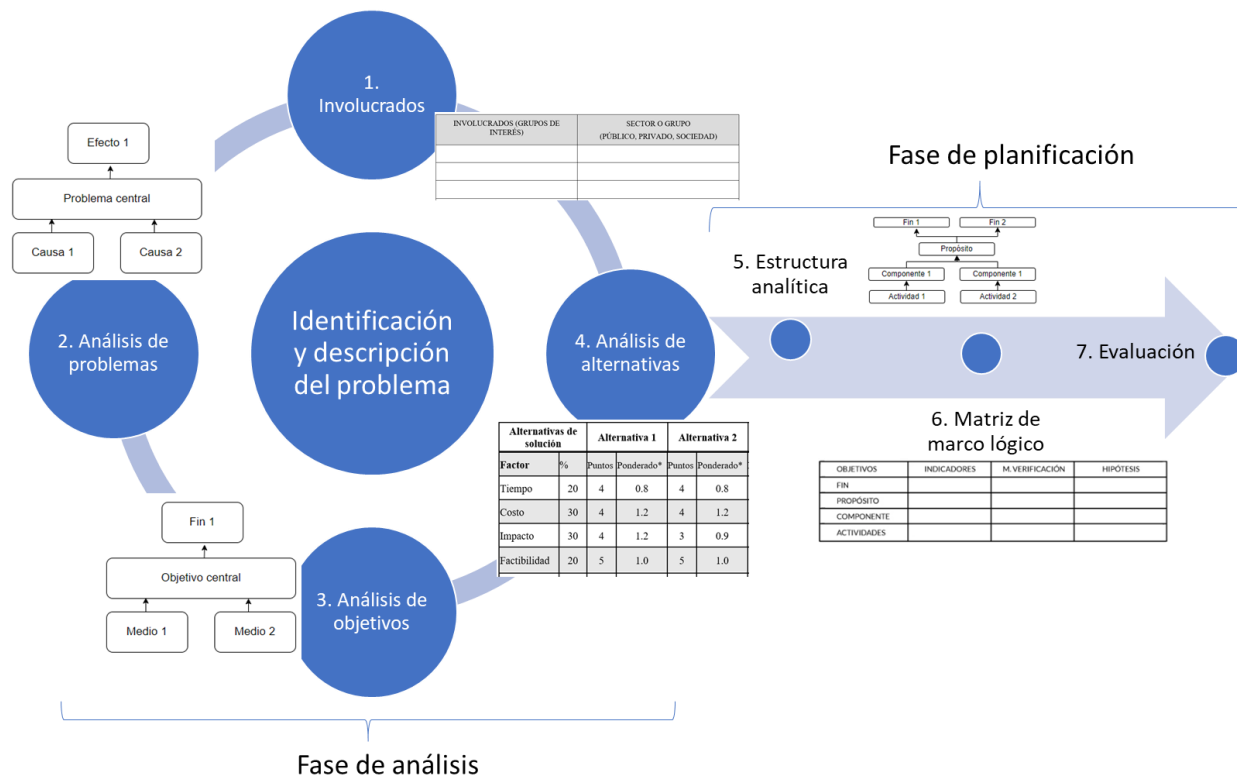 1.
Involucrados
INVOLUCRADOS (GRUPOS DE
INTERÉS)
SECTOR O GRUPO
(PÚBLICO, PRIVADO, SOCIEDAD)
Efecto 1
Problema central
Causa 1
Causa 2
2. Análisis de
problemas
Identificación
y descripción
del problema
4. Análisis de
alternativas
Alternativas de
solución
Alternativa 1
Alternativa 2
Factor % Puntos Ponderado* Puntos Ponderado*
Tiempo 20 4 0.8 4 0.8
Costo 30 4 1.2 4 1.2
Impacto 30 4 1.2 3 0.9
Factibilidad 20 5 1.0 5 1.0
Fin 1
Objetivo central
Medio 1
Medio 2
3. Análisis de
objetivos
Fase de análisis
Fase de planificación
5. Estructura
analítica
Fin 1
Fin 2
Propósito
Componente 1
Componente 1
Actividad 1
Actividad 2
7. Evaluación
6. Matriz de
marco lógico
OBJETIVOS INDICADORES M. VERIFICACIÓN HIPÓTESIS
FIN
PROPÓSITO
COMPONENTE
ACTIVIDADES